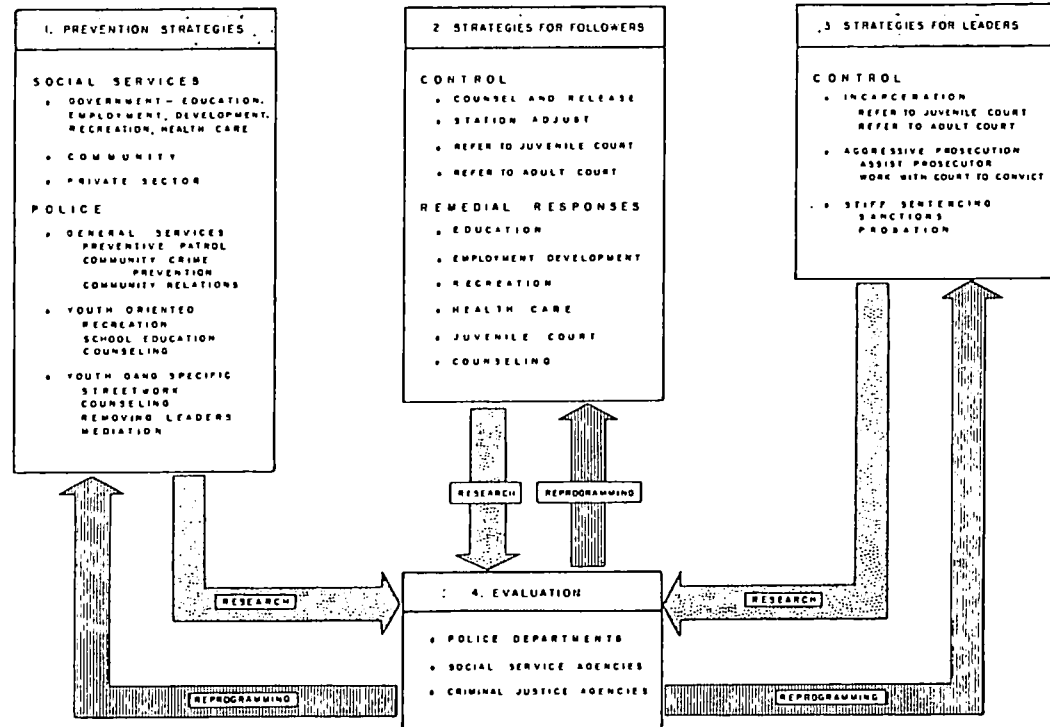 1. PREVENTION STRATEGIES
SOCIAL SERVICES
• GOVERNMENT – EDUCATION,
EMPLOYMENT, DEVELOPMENT,
RECREATION, HEALTH CARE
• COMMUNITY
• PRIVATE SECTOR
POLICE
• GENERAL SERVICES
PREVENTIVE PATROL
COMMUNITY CRIME
PREVENTION
COMMUNITY RELATIONS
• YOUTH ORIENTED
RECREATION
SCHOOL EDUCATION
COUNSELING
• YOUTH GANG SPECIFIC
STREETWORK
COUNSELING
REMOVING LEADERS
MEDIATION
2 STRATEGIES FOR FOLLOWERS
CONTROL
• COUNSEL AND RELEASE
• STATION ADJUST
• REFER TO JUVENILE COURT
• REFER TO ADULT COURT
REMEDIAL RESPONSES
• EDUCATION
• EMPLOYMENT DEVELOPMENT
• RECREATION
• HEALTH CARE
• JUVENILE COURT
• COUNSELING
3 STRATEGIES FOR LEADERS
CONTROL
• INCARCERATION
REFER TO JUVENILE COURT
REFER TO ADULT COURT
• AGGRESSIVE PROSECUTION
ASSIST PROSECUTOR
WORK WITH COURT TO CONVICT
• STIFF SENTENCING
SANCTIONS
PROBATION
RESEARCH
REPROGRAMMING
4. EVALUATION
• POLICE DEPARTMENTS
• SOCIAL SERVICE AGENCIES
• CRIMINAL JUSTICE AGENCIES
RESEARCH
RESEARCH
REPROGRAMMING
REPROGRAMMING